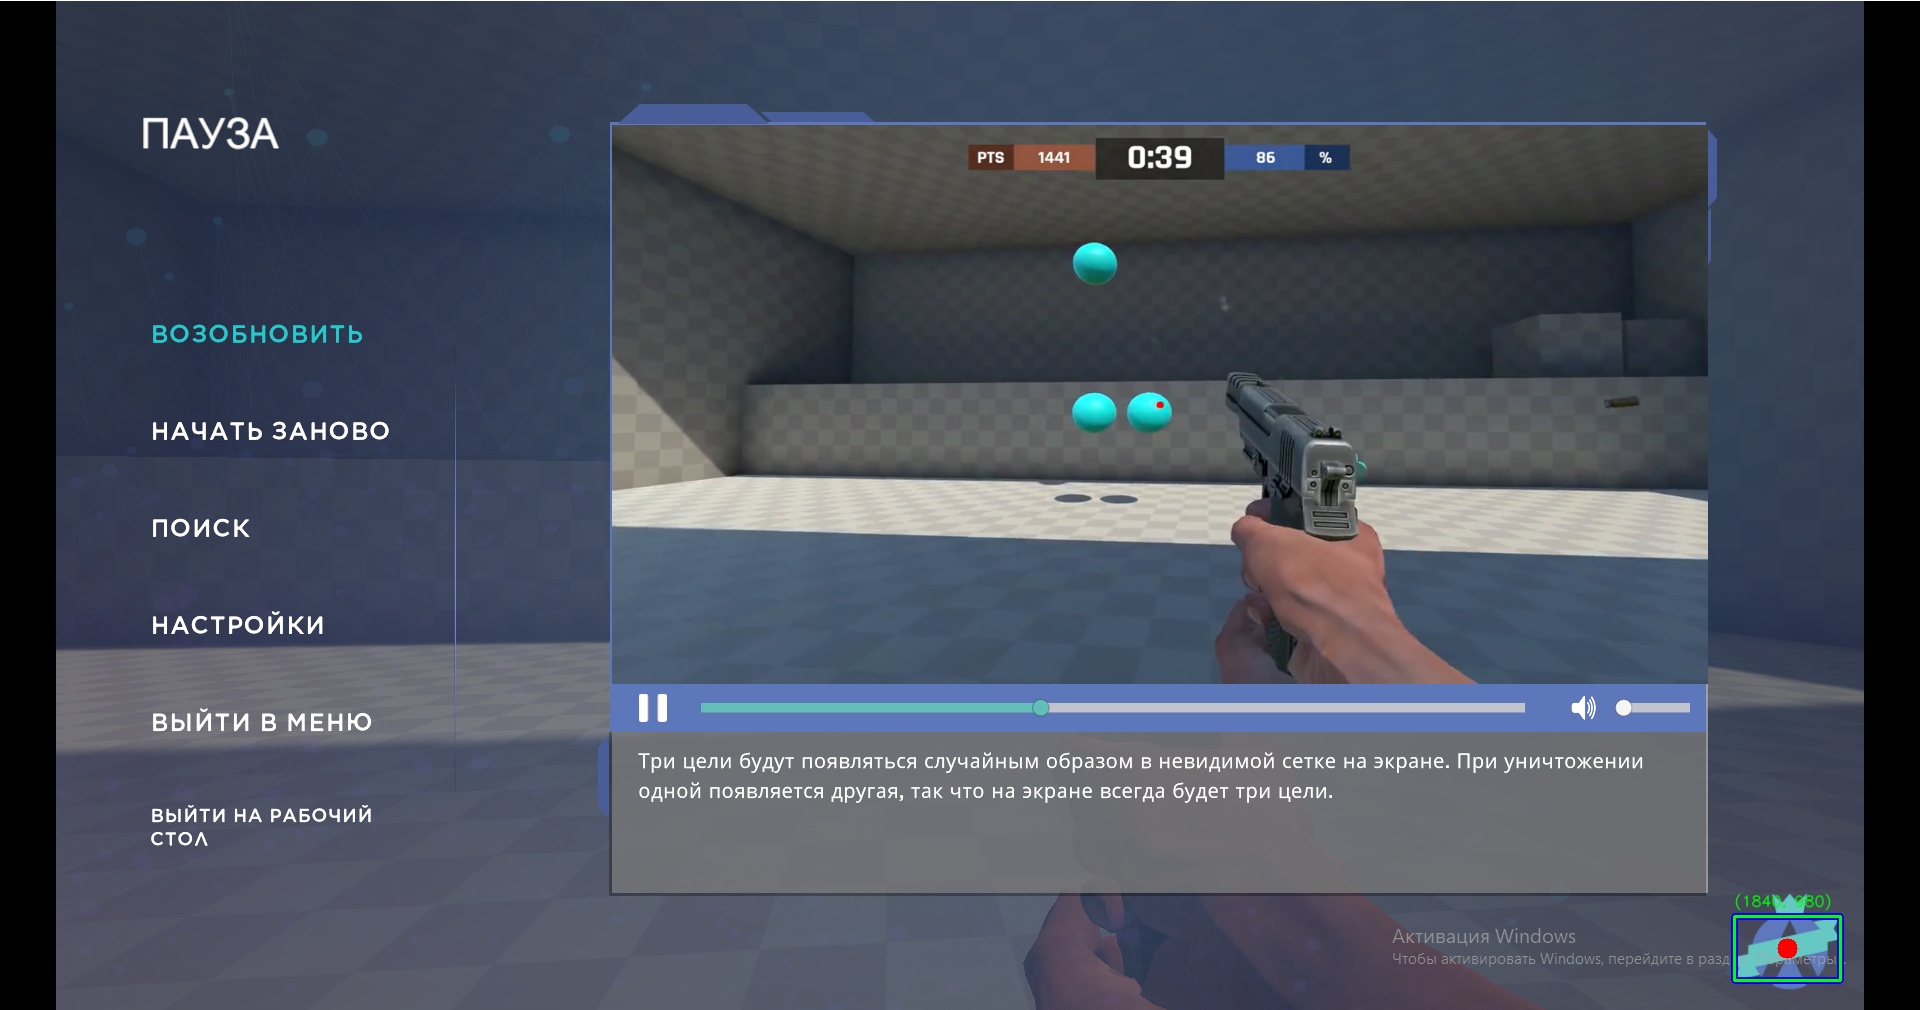 ПАУЗА
PTS 1441 0:39 86 %
ВОЗОБНОВИТЬ
НАЧАТЬ ЗАНОВО
ПОИСК
НАСТРОЙКИ
ВЫЙТИ В МЕНЮ
ВЫЙТИ НА РАБОЧИЙ
СТОЛ
Три цели будут появляться случайным образом в невидимой сетке на экране. При уничтожении
одной появляется другая, так что на экране всегда будет три цели.
Активация Windows
Чтобы активировать Windows, перейдите в